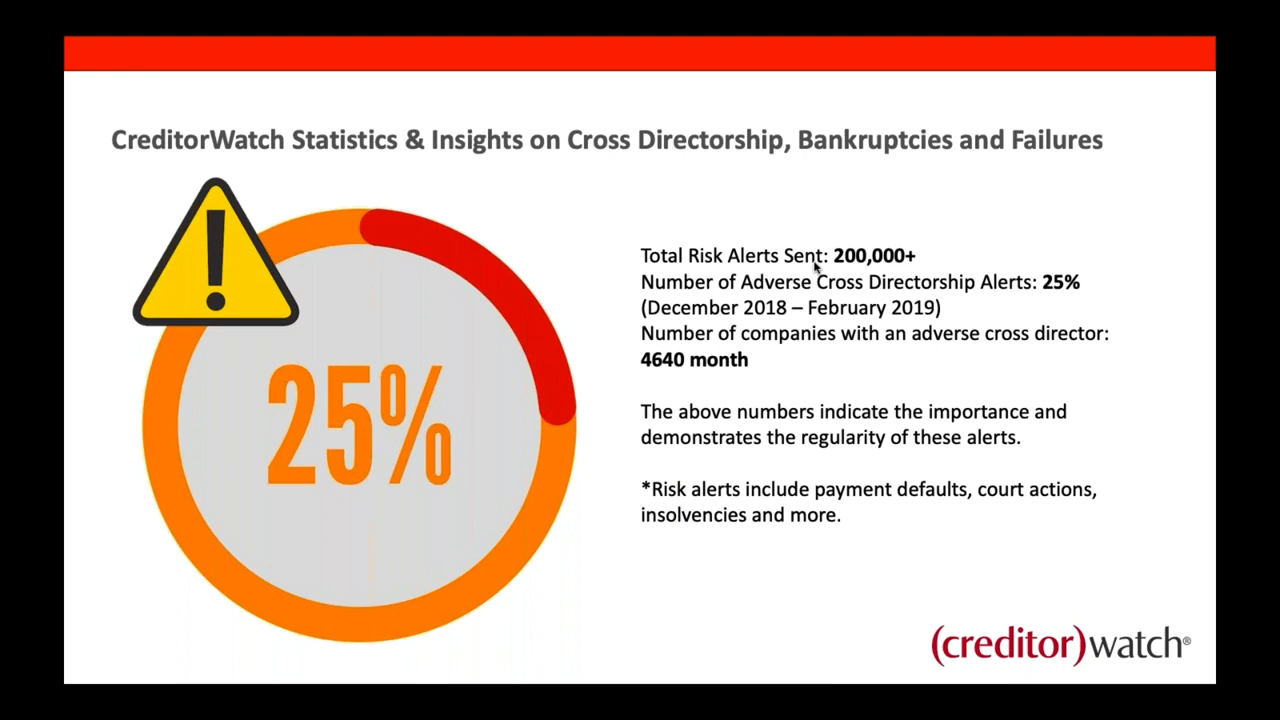 CreditorWatch Statistics & Insights on Cross Directorship, Bankruptcies and Failures
25%
Total Risk Alerts Sent: 200,000+
Number of Adverse Cross Directorship Alerts: 25%
(December 2018 – February 2019)
Number of companies with an adverse cross director:
4640 month
The above numbers indicate the importance and
demonstrates the regularity of these alerts.
*Risk alerts include payment defaults, court actions,
insolvencies and more.
(creditor)watch®